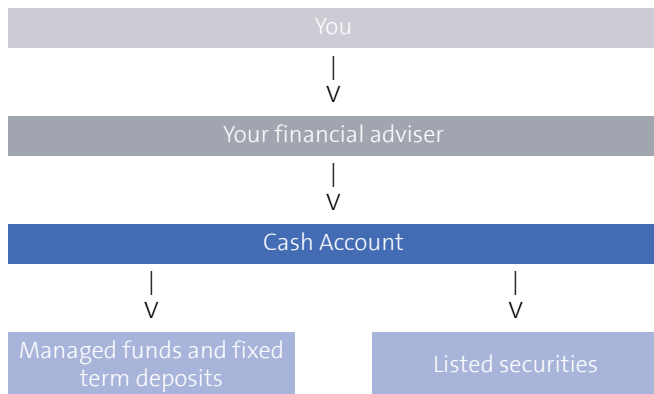 You
Your financial adviser
Cash Account
Managed funds and fixed
term deposits
Listed securities